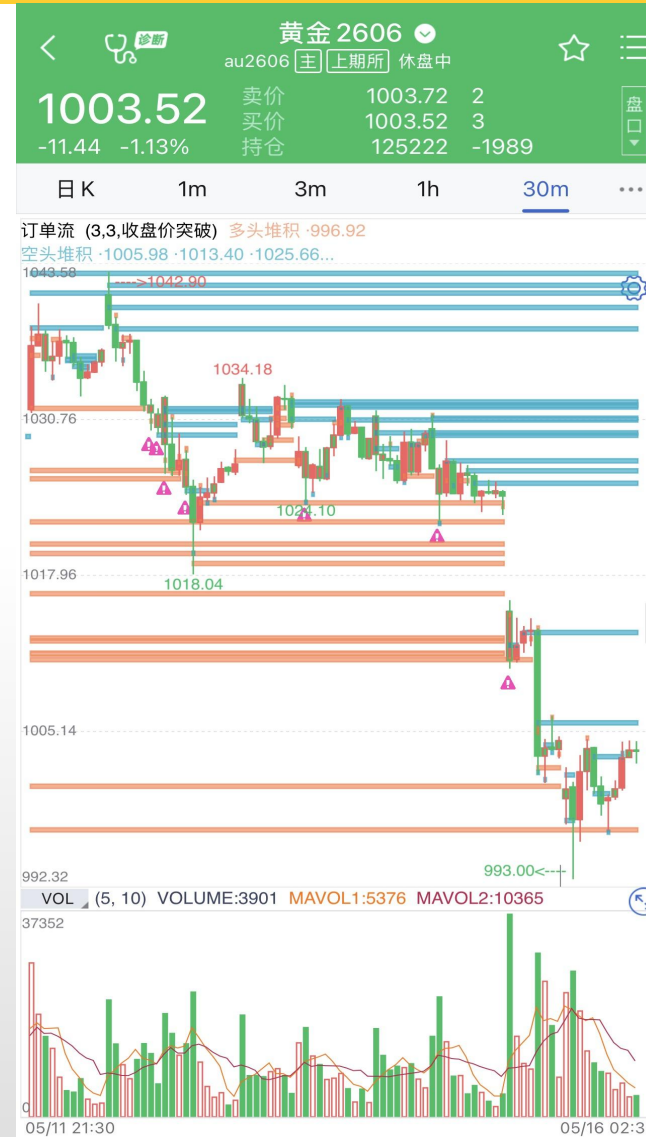 诊断
黄金2606
au2606 主 上期所 休盘中
1003.52
-11.44 -1.13%
卖价 1003.72 2
买价 1003.52 3
持仓 125222 -1989
盘口
日K 1m 3m 1h 30m
订单流 (3,3,收盘价突破) 多头堆积 ·996.92
空头堆积 ·1005.98 ·1013.40 ·1025.66...
1043.58
---->1042.90
1034.18
1030.76
1024.10
1017.96
1018.04
1005.14
993.00<----
992.32
VOL (5, 10) VOLUME:3901 MAVOL1:5376 MAVOL2:10365
37352
0
05/11 21:30 05/16 02:3